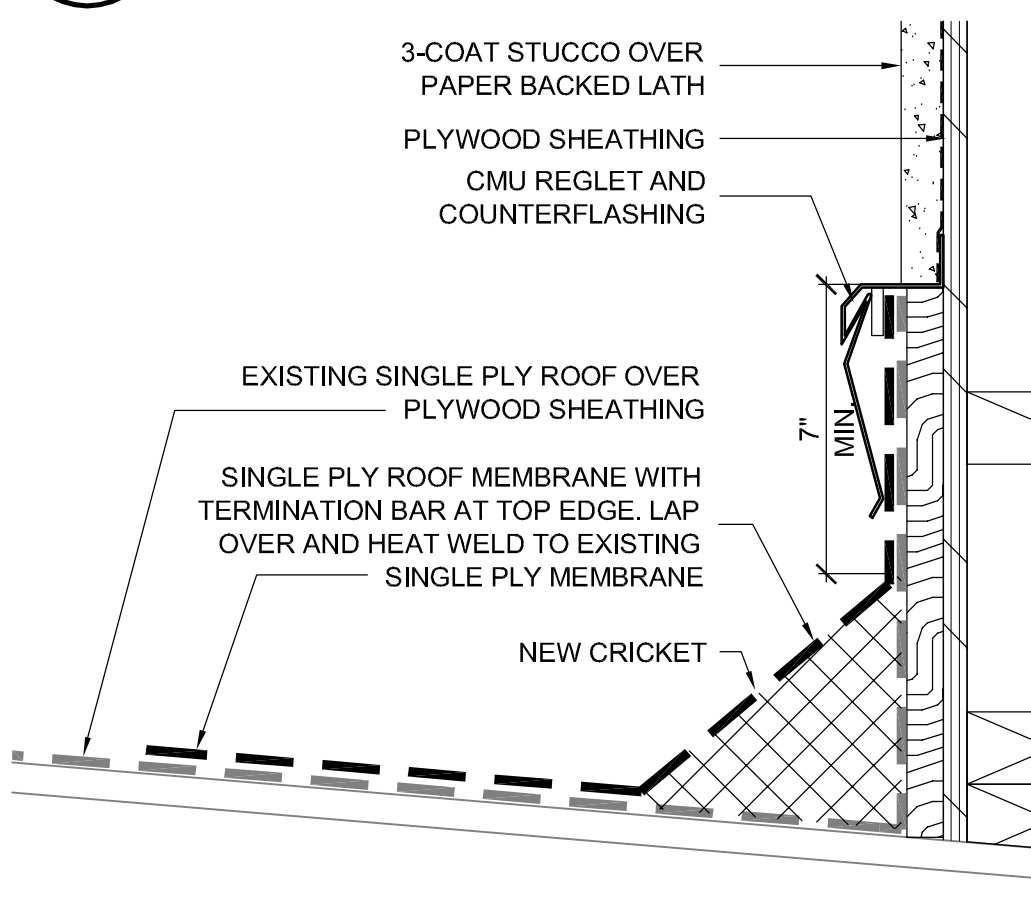 3-COAT STUCCO OVER
PAPER BACKED LATH
PLYWOOD SHEATHING
CMU REGLET AND
COUNTERFLASHING
7"
MIN.
EXISTING SINGLE PLY ROOF OVER
PLYWOOD SHEATHING
SINGLE PLY ROOF MEMBRANE WITH
TERMINATION BAR AT TOP EDGE. LAP
OVER AND HEAT WELD TO EXISTING
SINGLE PLY MEMBRANE
NEW CRICKET